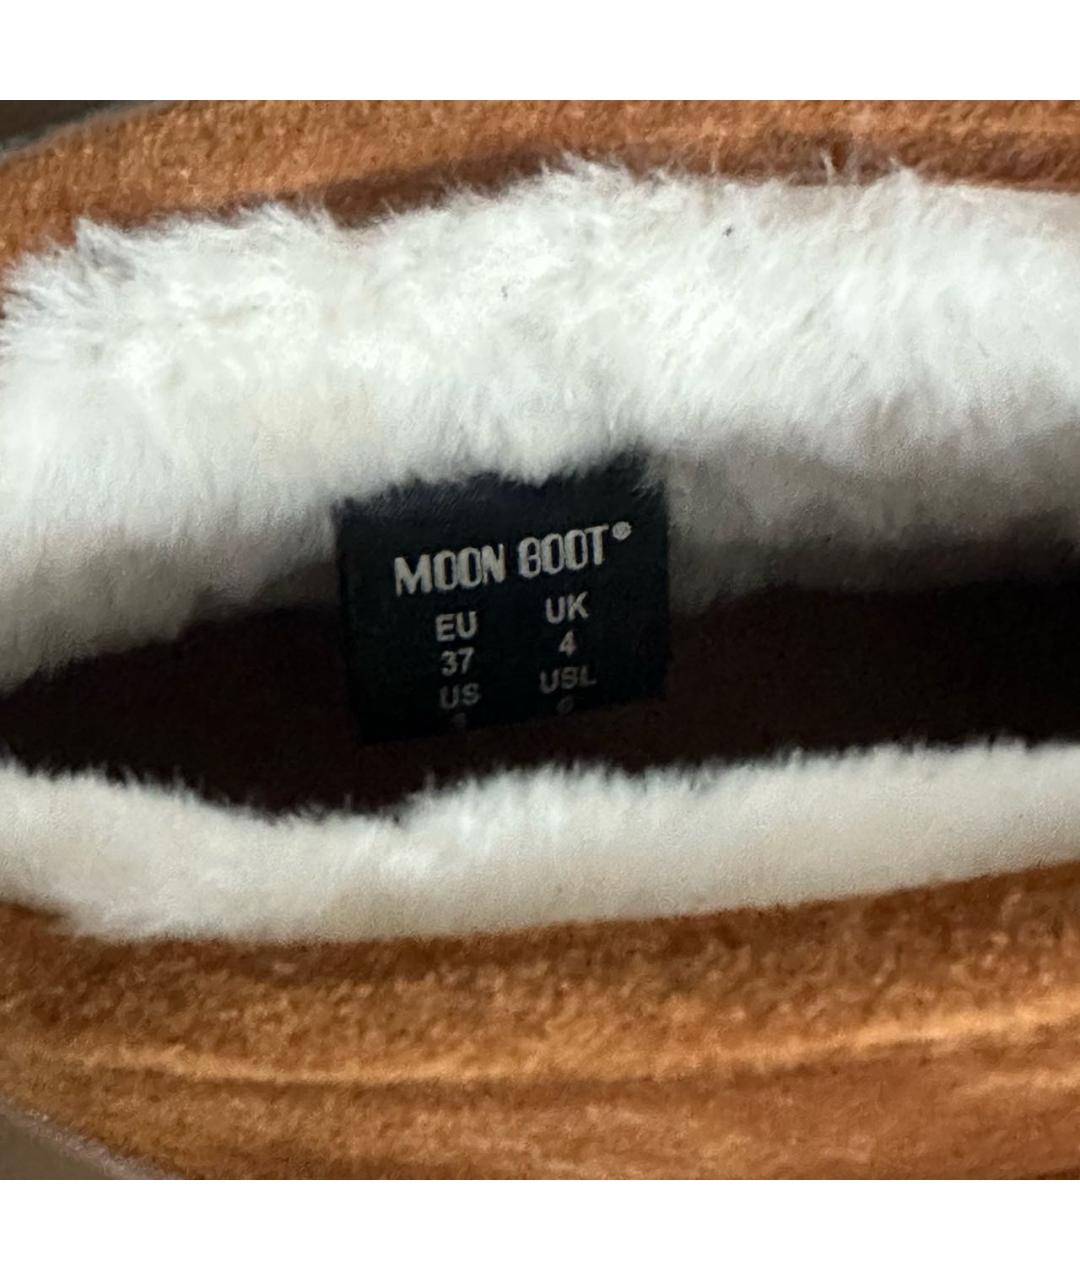 MOON BOOT®
EU UK
37 4
US USL